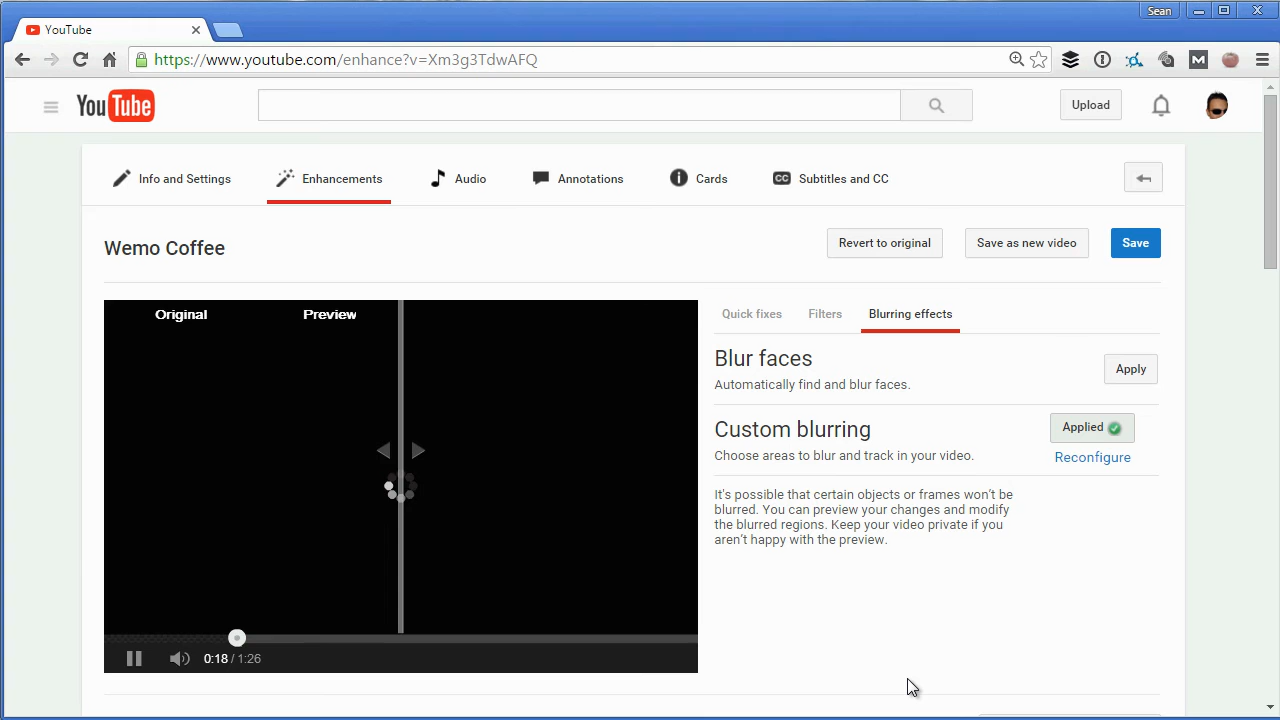 Sean
YouTube
https://www.youtube.com/enhance?v=Xm3g3TdwAFQ
M
YouTube
Upload
Info and Settings
Enhancements
Audio
Annotations
Cards
CC
Subtitles and CC
Wemo Coffee
Revert to original
Save as new video
Save
Original
Preview
Quick fixes
Filters
Blurring effects
Blur faces
Automatically find and blur faces.
Apply
Custom blurring
Choose areas to blur and track in your video.
Applied
Reconfigure
It's possible that certain objects or frames won't be
blurred. You can preview your changes and modify
the blurred regions. Keep your video private if you
aren't happy with the preview.
0:18 / 1:26